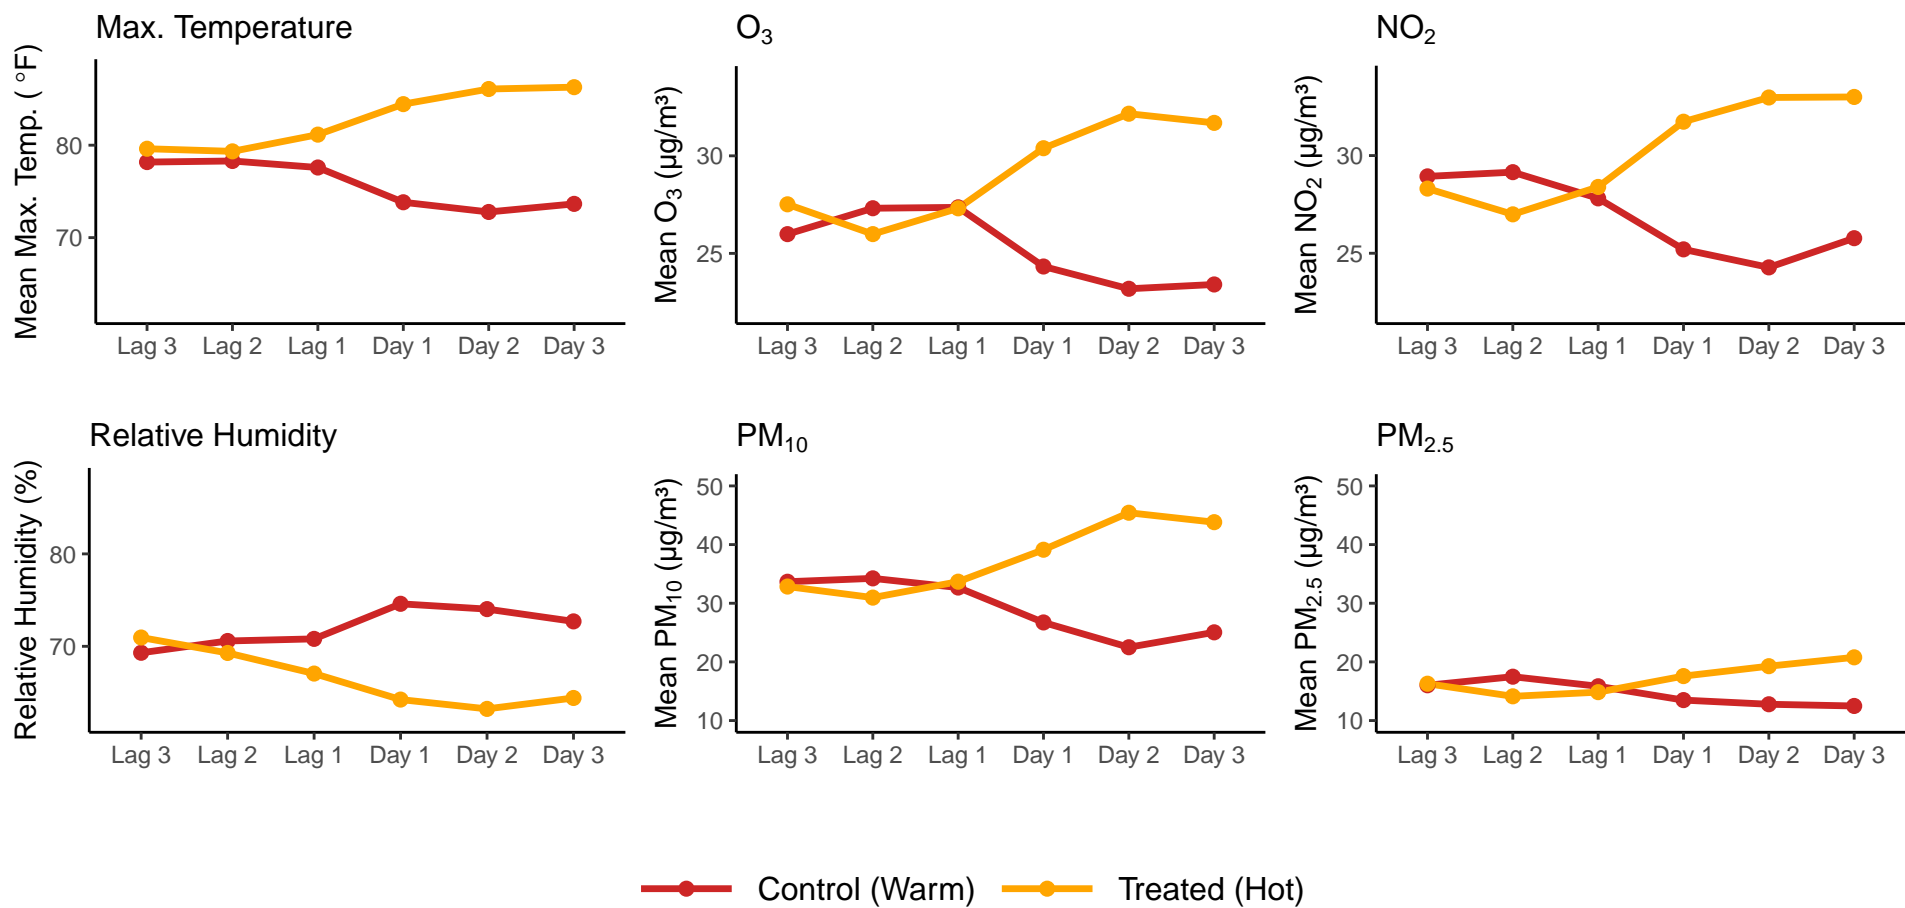 Max. Temperature
Mean Max. Temp. ( °F)
80
70
Lag 3 Lag 2 Lag 1 Day 1 Day 2 Day 3
O₃
Mean O₃ (µg/m³)
30
25
Lag 3 Lag 2 Lag 1 Day 1 Day 2 Day 3
NO₂
Mean NO₂ (µg/m³)
30
25
Lag 3 Lag 2 Lag 1 Day 1 Day 2 Day 3
Relative Humidity
Relative Humidity (%)
80
70
Lag 3 Lag 2 Lag 1 Day 1 Day 2 Day 3
PM₁₀
Mean PM₁₀ (µg/m³)
50
40
30
20
10
Lag 3 Lag 2 Lag 1 Day 1 Day 2 Day 3
PM₂.₅
Mean PM₂.₅ (µg/m³)
50
40
30
20
10
Lag 3 Lag 2 Lag 1 Day 1 Day 2 Day 3
Control (Warm) Treated (Hot)